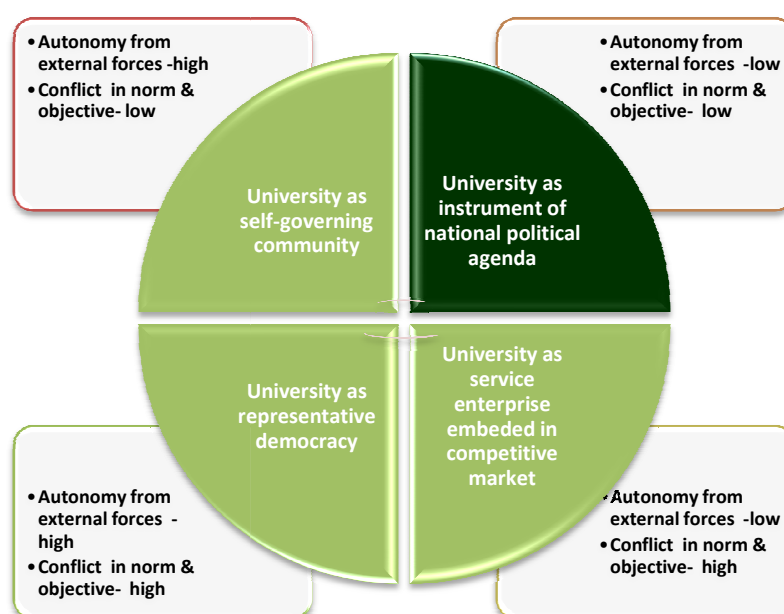 •Autonomy from
external forces -high
•Conflict in norm &
objective- low
•Autonomy from
external forces -low
•Conflict in norm &
objective- low
University as
self-governing
community
University as
instrument of
national political
agenda
University as
representative
democracy
University as
service
enterprise
embeded in
competitive
market
•Autonomy from
external forces -
high
•Conflict in norm &
objective- high
•Autonomy from
external forces -low
•Conflict in norm &
objective- high